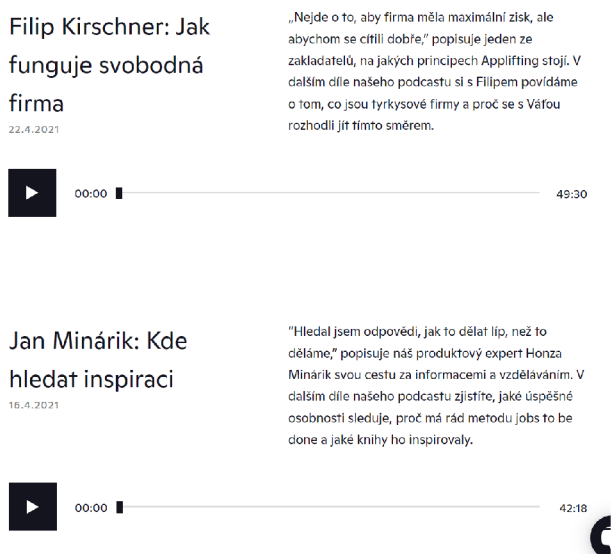 Filip Kirschner: Jak
funguje svobodná
firma
22.4.2021
„Nejde o to, aby firma měla maximální zisk, ale
abychom se cítili dobře,” popisuje jeden ze
zakladatelů, na jakých principech Applifting stojí. V
dalším díle našeho podcastu si s Filipem povídáme
o tom, co jsou tyrkysové firmy a proč se s Váťou
rozhodli jít tímto směrem.
00:00
49:30
Jan Minárik: Kde
hledat inspiraci
16.4.2021
"Hledal jsem odpovědi, jak to dělat líp, než to
děláme,” popisuje náš produktový expert Honza
Minárik svou cestu za informacemi a vzděláváním. V
dalším díle našeho podcastu zjistíte, jaké úspěšné
osobnosti sleduje, proč má rád metodu jobs to be
done a jaké knihy ho inspirovaly.
00:00
42:18